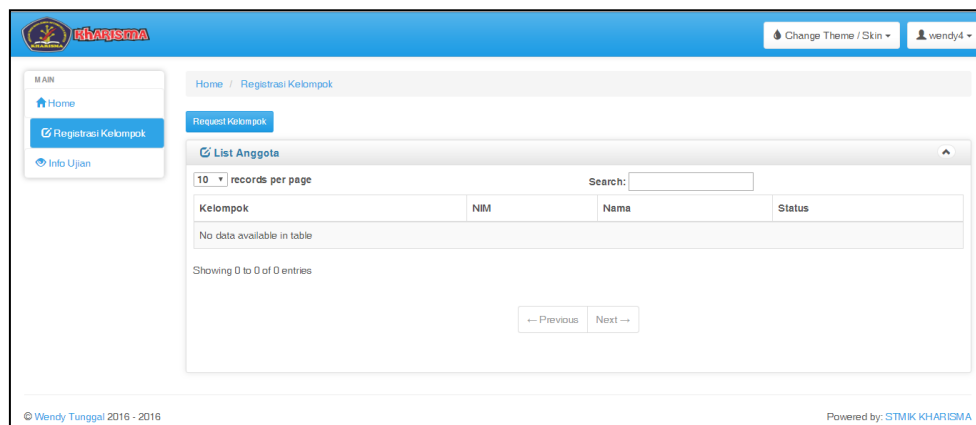 KHARISMA
KHARISMA
Change Theme / Skin
wendy4
MAIN
Home
Registrasi Kelompok
Info Ujian
Home / Registrasi Kelompok
Request Kelompok
List Anggota
10 records per page
Search:
Kelompok NIM Nama Status
No data available in table
Showing 0 to 0 of 0 entries
← Previous Next →
© Wendy Tunggal 2016 - 2016
Powered by: STMIK KHARISMA